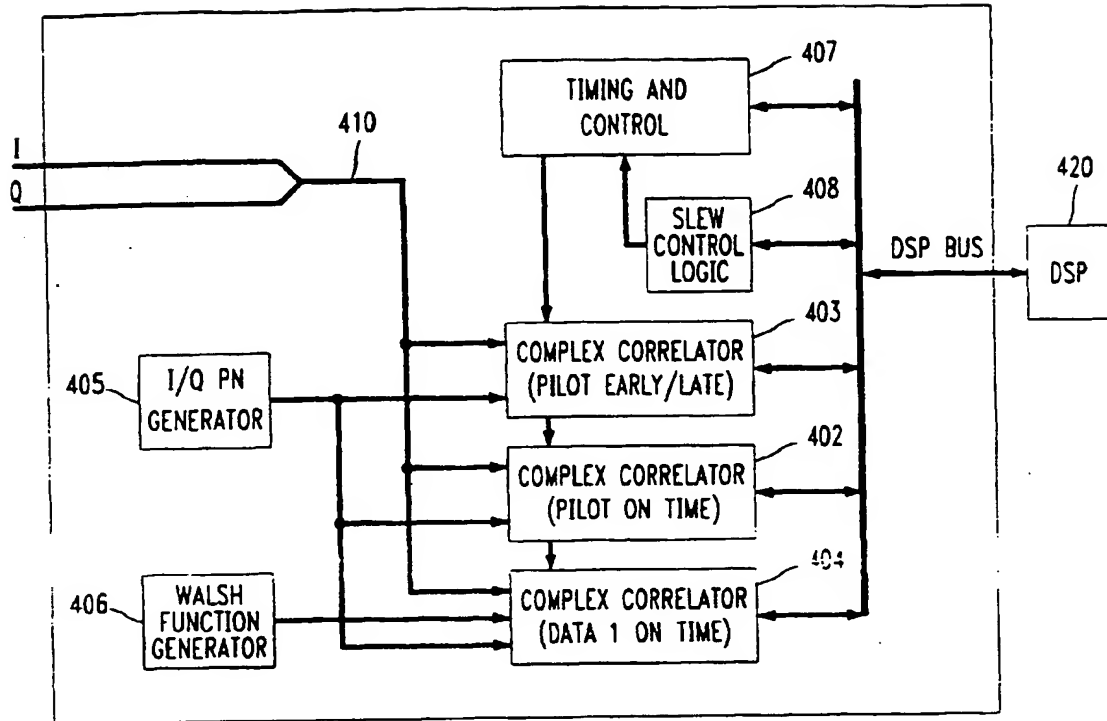 407
TIMING AND
CONTROL
410
I
Q
408
SLEW
CONTROL
LOGIC
420
DSP BUS
DSP
403
COMPLEX CORRELATOR
(PILOT EARLY/LATE)
405
I/Q PN
GENERATOR
402
COMPLEX CORRELATOR
(PILOT ON TIME)
404
COMPLEX CORRELATOR
(DATA 1 ON TIME)
406
WALSH
FUNCTION
GENERATOR